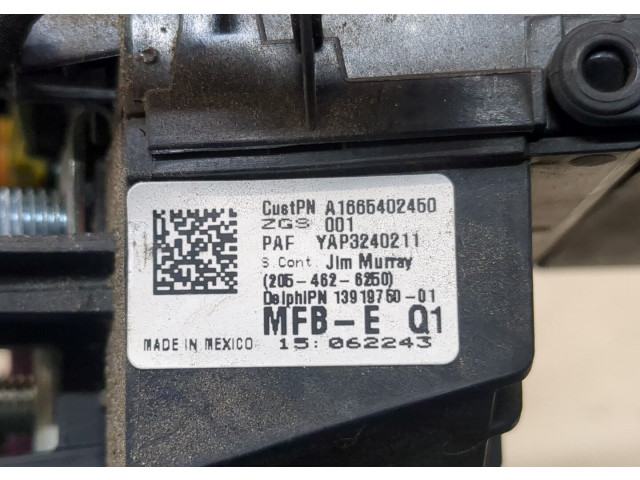 CustPN A1665402450
ZGS 001
PAF YAP3240211
S.Cont. Jim Murray
(205-462-6250)
DelphiPN 13919750-01
MFB-E Q1
MADE IN MEXICO 15:062243